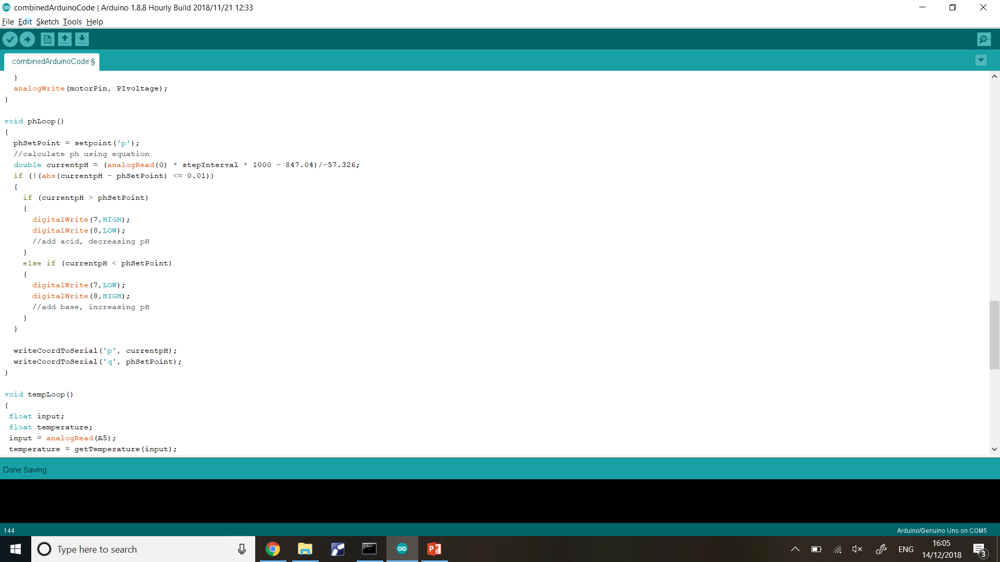 combinedArduinoCode | Arduino 1.8.8 Hourly Build 2018/11/21 12:33
File Edit Sketch Tools Help
combinedArduinoCode §
}
analogWrite(motorPin, PIvoltage);
}
void phLoop()
{
phSetPoint = setpoint('p');
//calculate ph using equation
double currentpH = (analogRead(0) * stepInterval * 1000 - 847.04)/-57.326;
if (!(abs(currentpH - phSetPoint) <= 0.01))
{
if (currentpH > phSetPoint)
{
digitalWrite(7,HIGH);
digitalWrite(8,LOW);
//add acid, decreasing pH
}
else if (currentpH < phSetPoint)
{
digitalWrite(7,LOW);
digitalWrite(8,HIGH);
//add base, increasing pH
}
}
writeCoordToSerial('p', currentpH);
writeCoordToSerial('q', phSetPoint);
}
void tempLoop()
{
float input;
float temperature;
input = analogRead(A5);
temperature = getTemperature(input);
Done Saving.
144
Arduino/Genuino Uno on COM5
Type here to search
ENG
16:05
14/12/2018
3